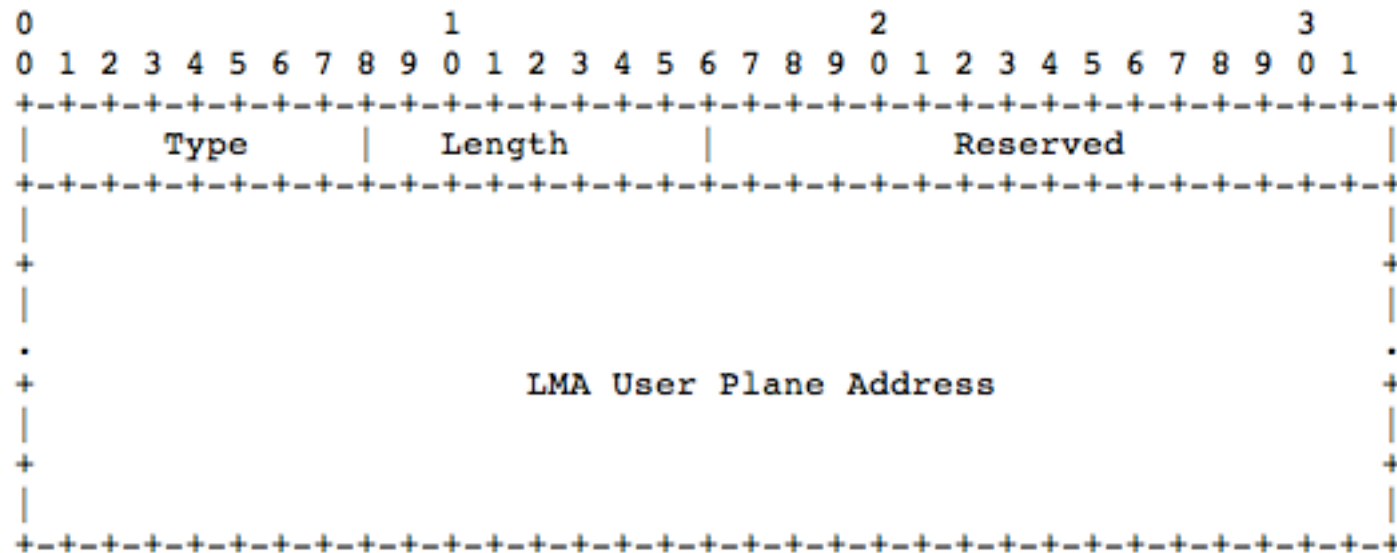 0                   1                   2                   3
0 1 2 3 4 5 6 7 8 9 0 1 2 3 4 5 6 7 8 9 0 1 2 3 4 5 6 7 8 9 0 1
+-+-+-+-+-+-+-+-+-+-+-+-+-+-+-+-+-+-+-+-+-+-+-+-+-+-+-+-+-+-+-+-+
|      Type     |   Length      |           Reserved            |
+-+-+-+-+-+-+-+-+-+-+-+-+-+-+-+-+-+-+-+-+-+-+-+-+-+-+-+-+-+-+-+-+
|                                                               |
+                                                               +
|                                                               |
.                                                               .
+                       LMA User Plane Address                  +
|                                                               |
+                                                               +
|                                                               |
+-+-+-+-+-+-+-+-+-+-+-+-+-+-+-+-+-+-+-+-+-+-+-+-+-+-+-+-+-+-+-+-+